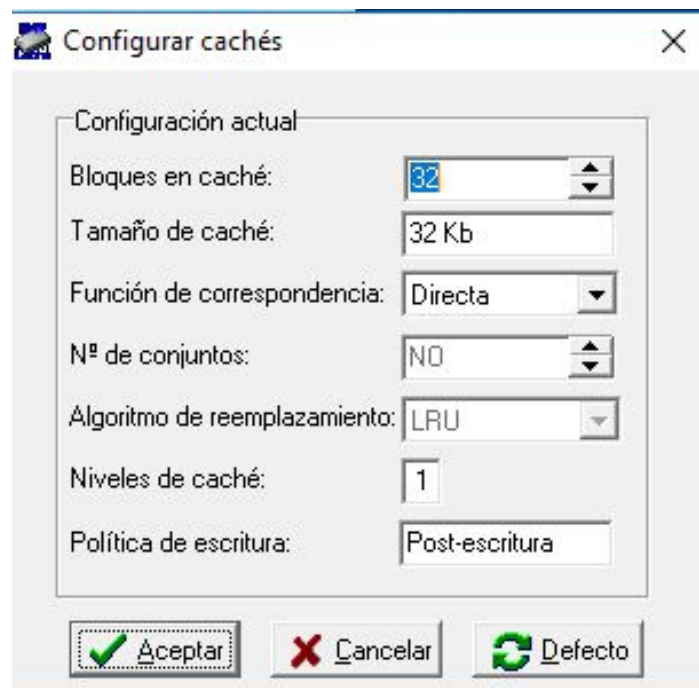 Configurar cachés
Configuración actual
Bloques en caché: 32
Tamaño de caché: 32 Kb
Función de correspondencia: Directa
Nº de conjuntos: NO
Algoritmo de reemplazamiento: LRU
Niveles de caché: 1
Política de escritura: Post-escritura
Aceptar Cancelar Defecto